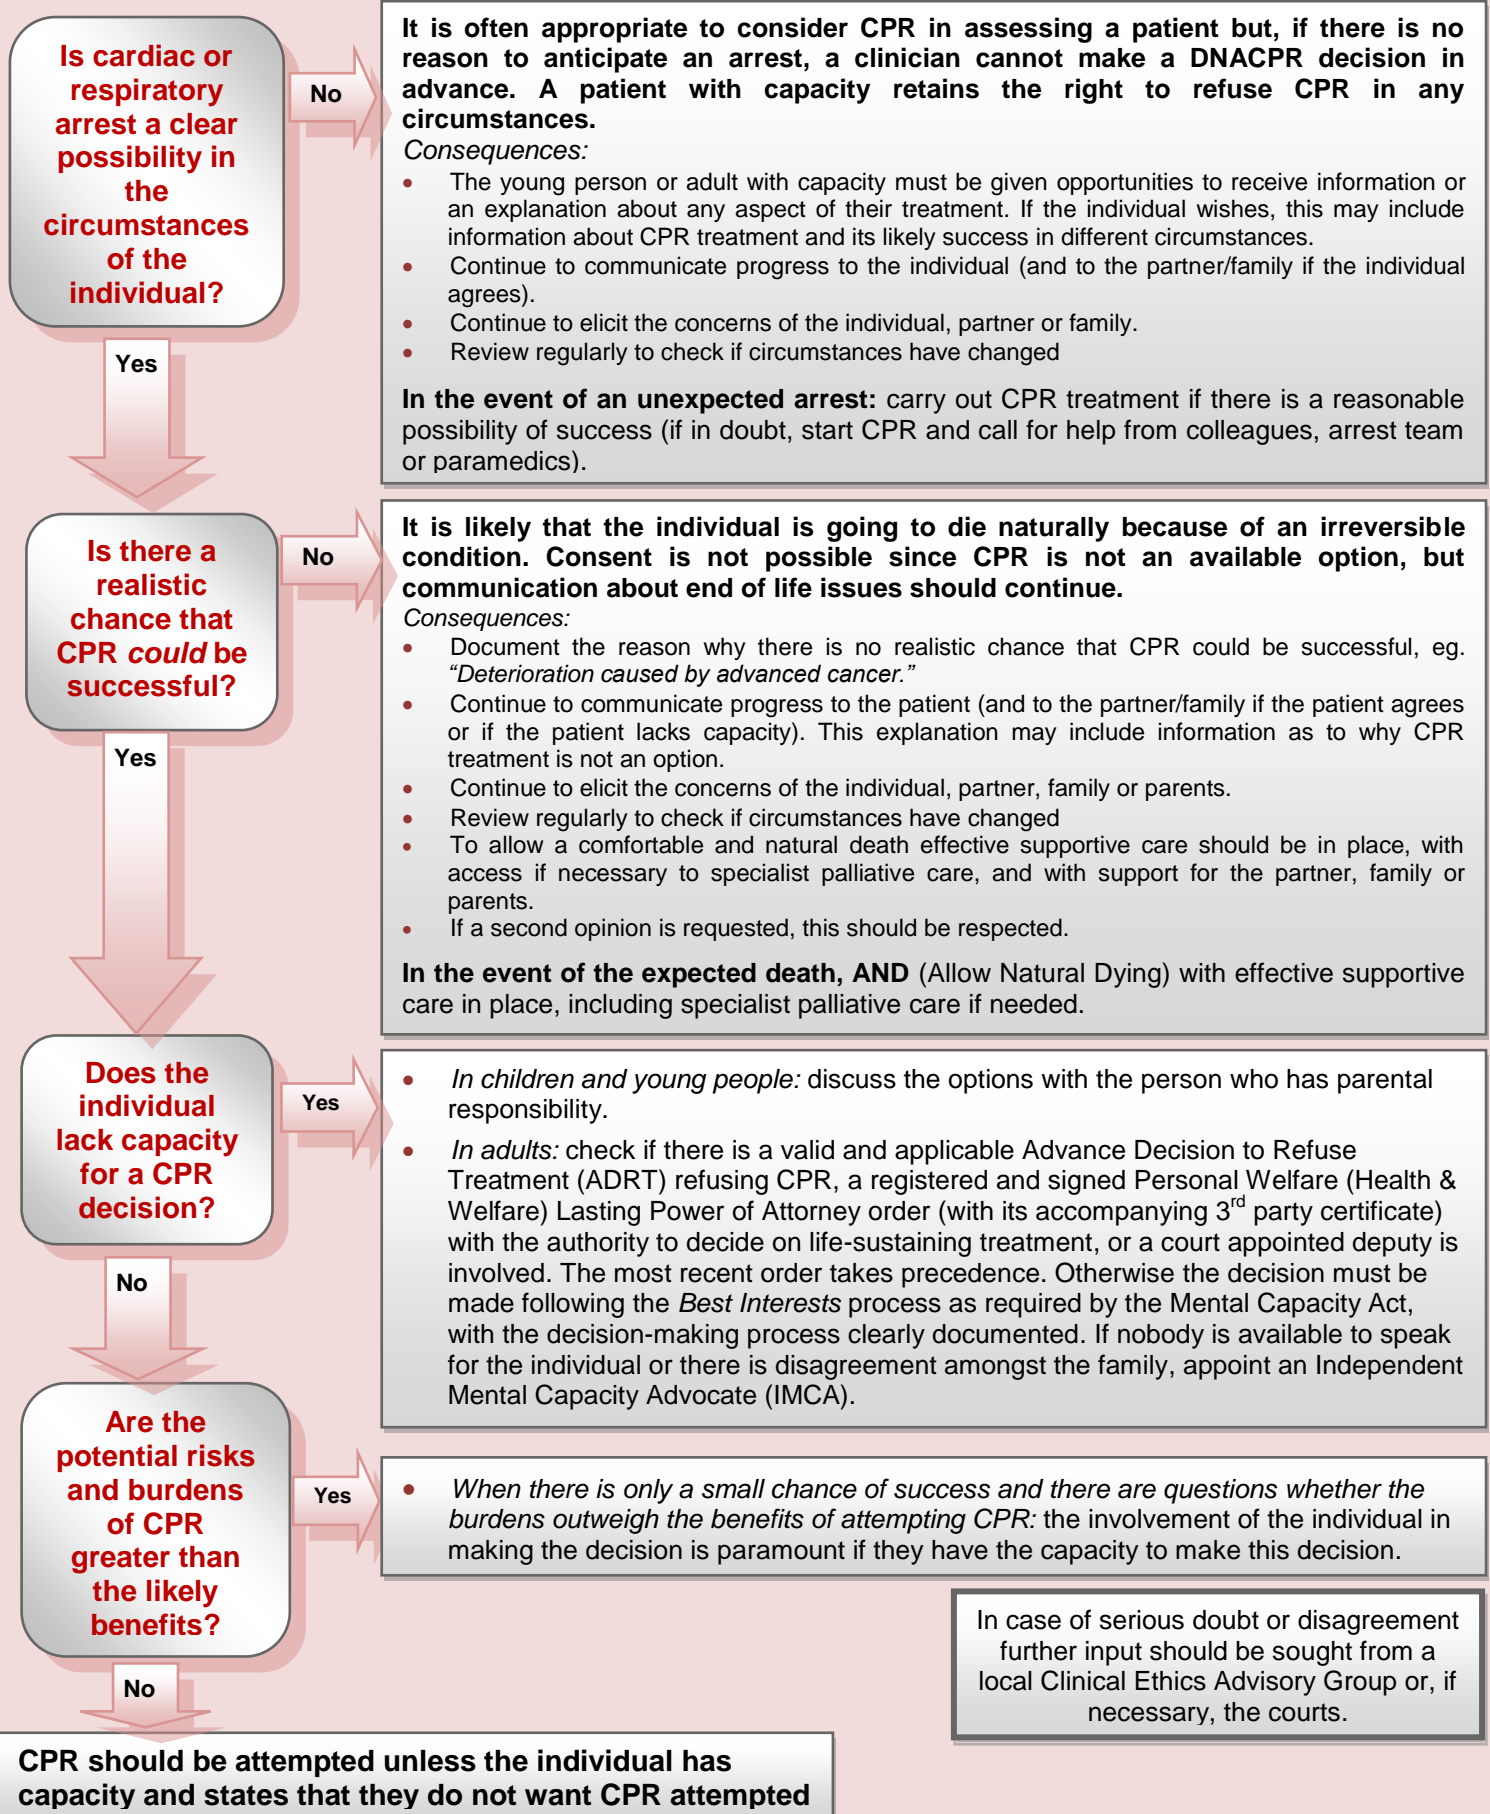 Is cardiac or
respiratory
arrest a clear
possibility in
the
circumstances
of the
individual?
No
It is often appropriate to consider CPR in assessing a patient but, if there is no
reason to anticipate an arrest, a clinician cannot make a DNACPR decision in
advance. A patient with capacity retains the right to refuse CPR in any
circumstances.
Consequences:
• The young person or adult with capacity must be given opportunities to receive information or
an explanation about any aspect of their treatment. If the individual wishes, this may include
information about CPR treatment and its likely success in different circumstances.
• Continue to communicate progress to the individual (and to the partner/family if the individual
agrees).
• Continue to elicit the concerns of the individual, partner or family.
• Review regularly to check if circumstances have changed
In the event of an unexpected arrest: carry out CPR treatment if there is a reasonable
possibility of success (if in doubt, start CPR and call for help from colleagues, arrest team
or paramedics).
Yes
Is there a
realistic
chance that
CPR could be
successful?
No
It is likely that the individual is going to die naturally because of an irreversible
condition. Consent is not possible since CPR is not an available option, but
communication about end of life issues should continue.
Consequences:
• Document the reason why there is no realistic chance that CPR could be successful, eg.
“Deterioration caused by advanced cancer.”
• Continue to communicate progress to the patient (and to the partner/family if the patient agrees
or if the patient lacks capacity). This explanation may include information as to why CPR
treatment is not an option.
• Continue to elicit the concerns of the individual, partner, family or parents.
• Review regularly to check if circumstances have changed
• To allow a comfortable and natural death effective supportive care should be in place, with
access if necessary to specialist palliative care, and with support for the partner, family or
parents.
• If a second opinion is requested, this should be respected.
In the event of the expected death, AND (Allow Natural Dying) with effective supportive
care in place, including specialist palliative care if needed.
Yes
Does the
individual
lack capacity
for a CPR
decision?
Yes
• In children and young people: discuss the options with the person who has parental
responsibility.
• In adults: check if there is a valid and applicable Advance Decision to Refuse
Treatment (ADRT) refusing CPR, a registered and signed Personal Welfare (Health &
Welfare) Lasting Power of Attorney order (with its accompanying 3rd party certificate)
with the authority to decide on life-sustaining treatment, or a court appointed deputy is
involved. The most recent order takes precedence. Otherwise the decision must be
made following the Best Interests process as required by the Mental Capacity Act,
with the decision-making process clearly documented. If nobody is available to speak
for the individual or there is disagreement amongst the family, appoint an Independent
Mental Capacity Advocate (IMCA).
No
Are the
potential risks
and burdens
of CPR
greater than
the likely
benefits?
Yes
• When there is only a small chance of success and there are questions whether the
burdens outweigh the benefits of attempting CPR: the involvement of the individual in
making the decision is paramount if they have the capacity to make this decision.
In case of serious doubt or disagreement
further input should be sought from a
local Clinical Ethics Advisory Group or, if
necessary, the courts.
No
CPR should be attempted unless the individual has
capacity and states that they do not want CPR attempted